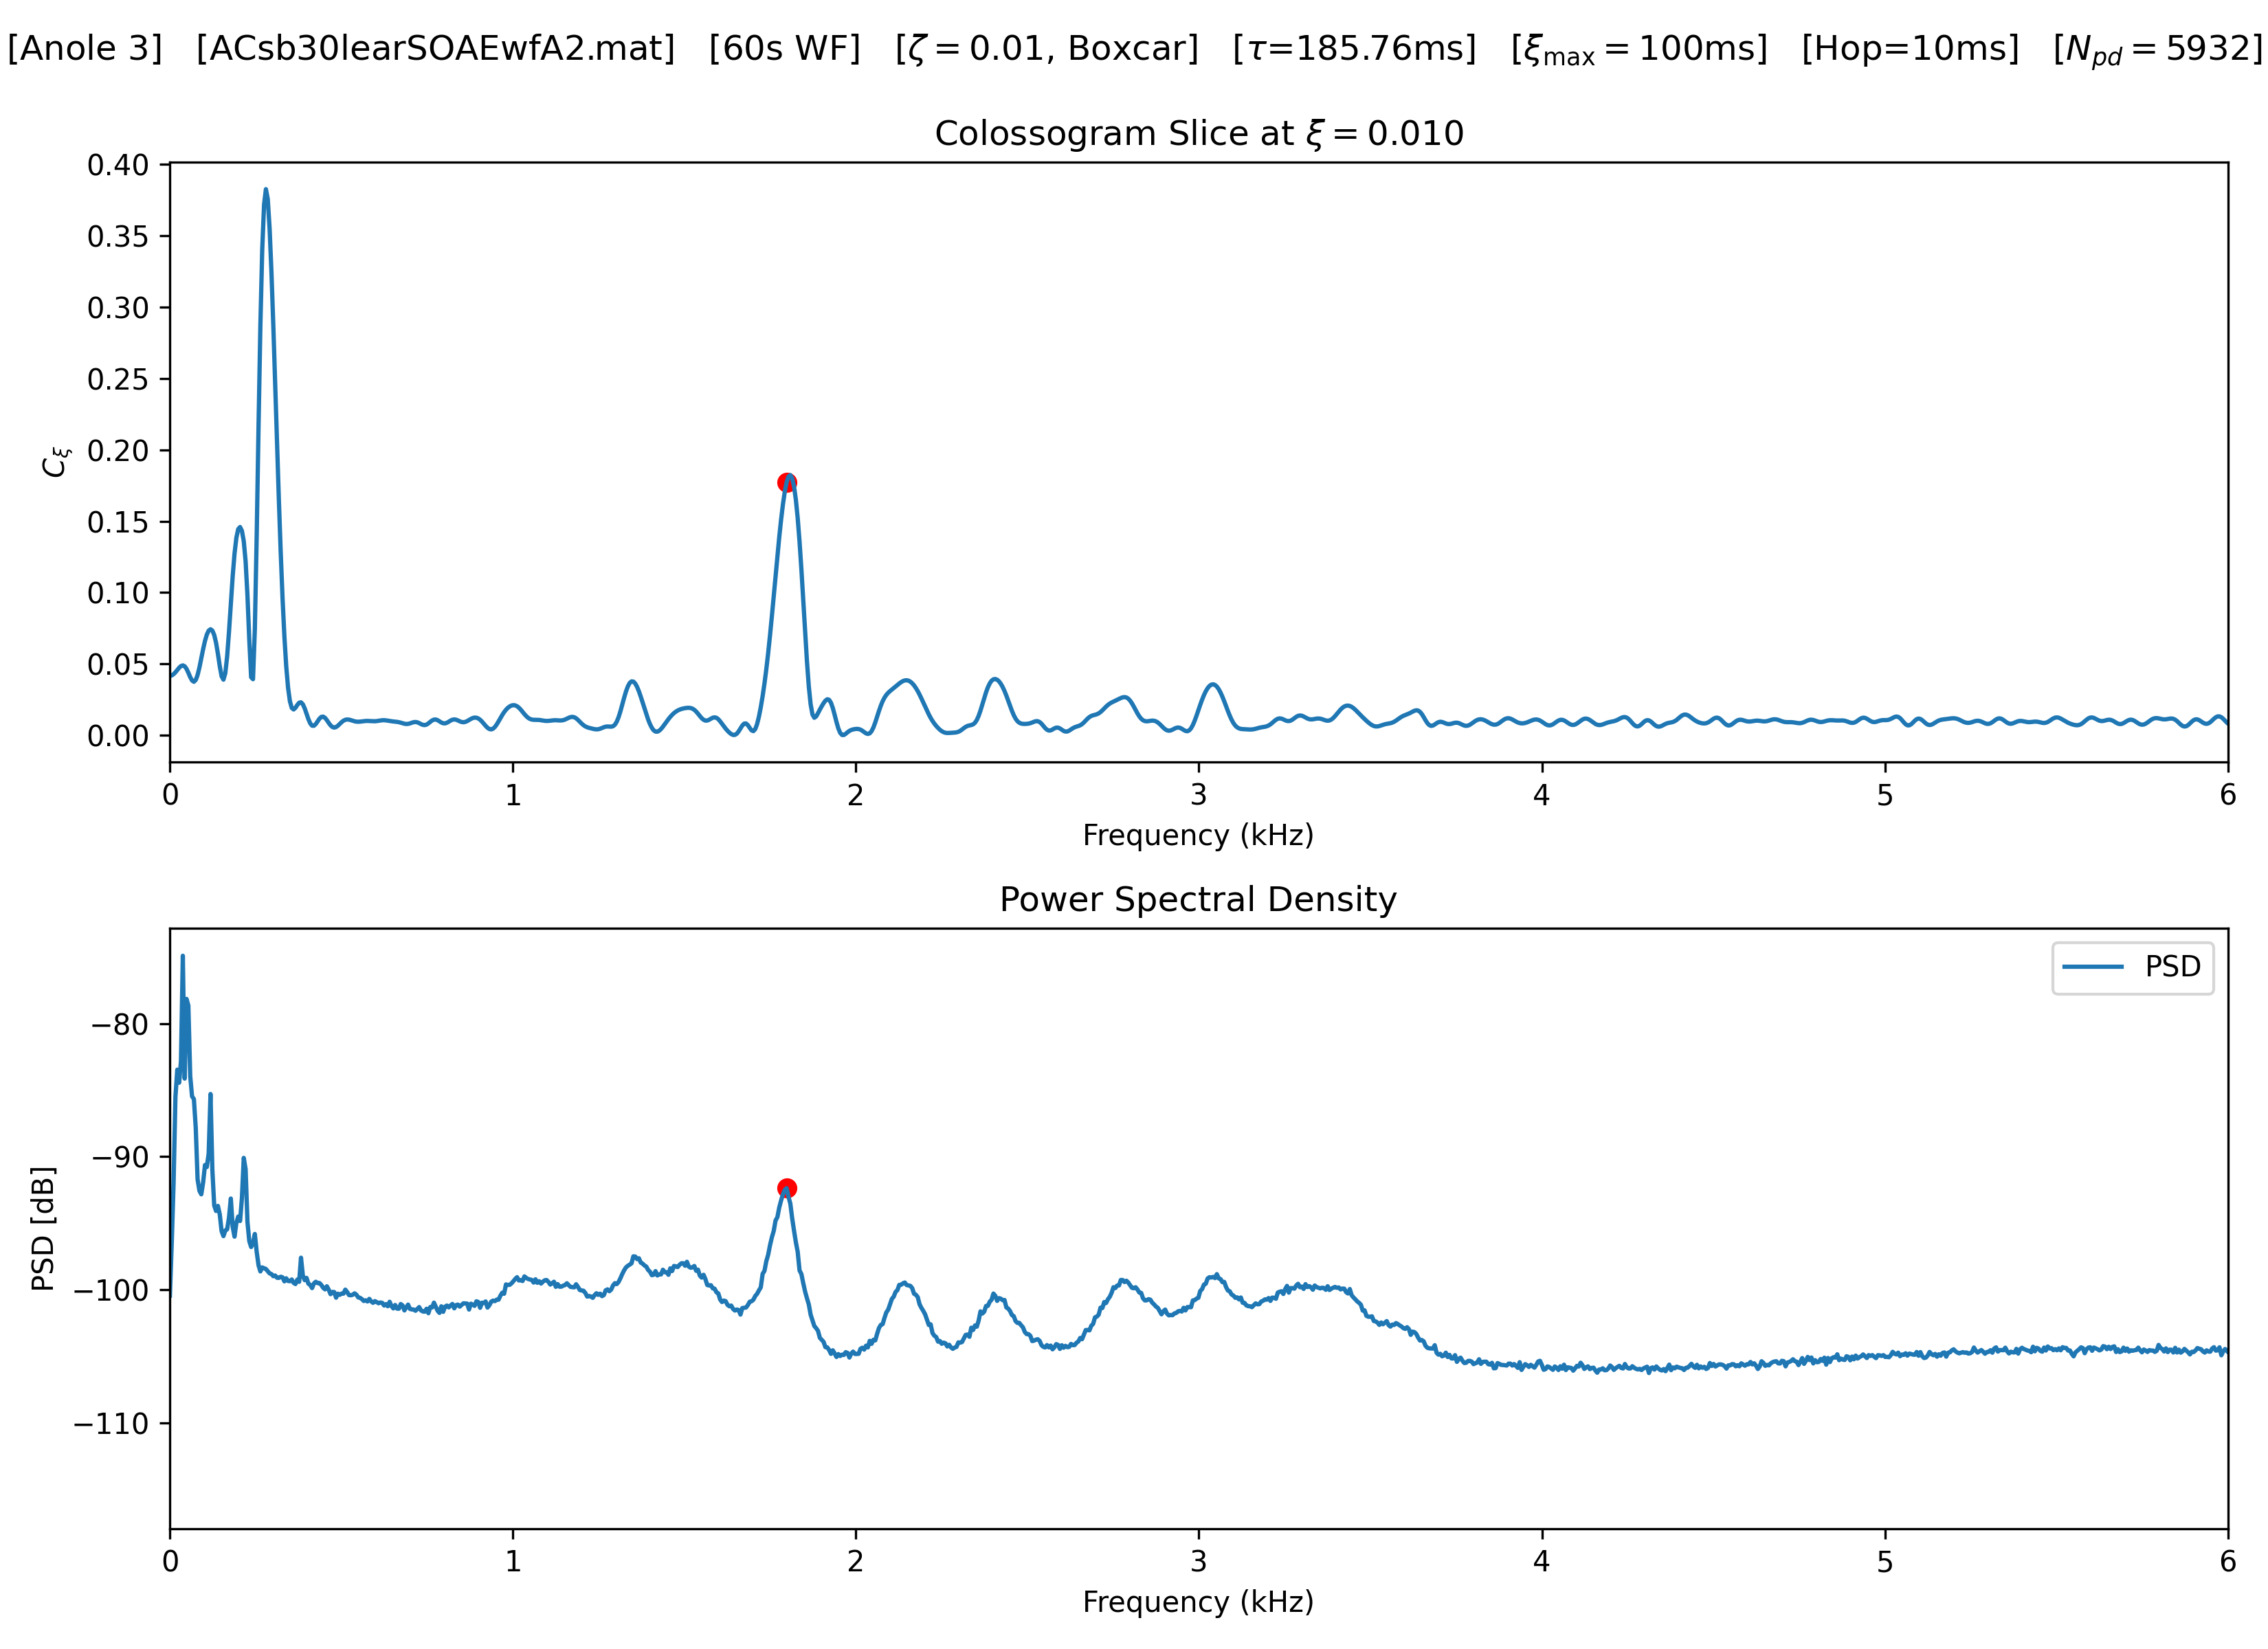 [Anole 3] [ACsb30learSOAEwfA2.mat] [60s WF] [ζ = 0.01, Boxcar] [τ=185.76ms] [ξmax = 100ms] [Hop=10ms] [Npd = 5932]
Colossogram Slice at ξ = 0.010
0.40
0.35
0.30
0.25
0.20
0.15
0.10
0.05
0.00
Cξ
0 1 2 3 4 5 6
Frequency (kHz)
Power Spectral Density
PSD
−80
−90
−100
−110
PSD [dB]
0 1 2 3 4 5 6
Frequency (kHz)